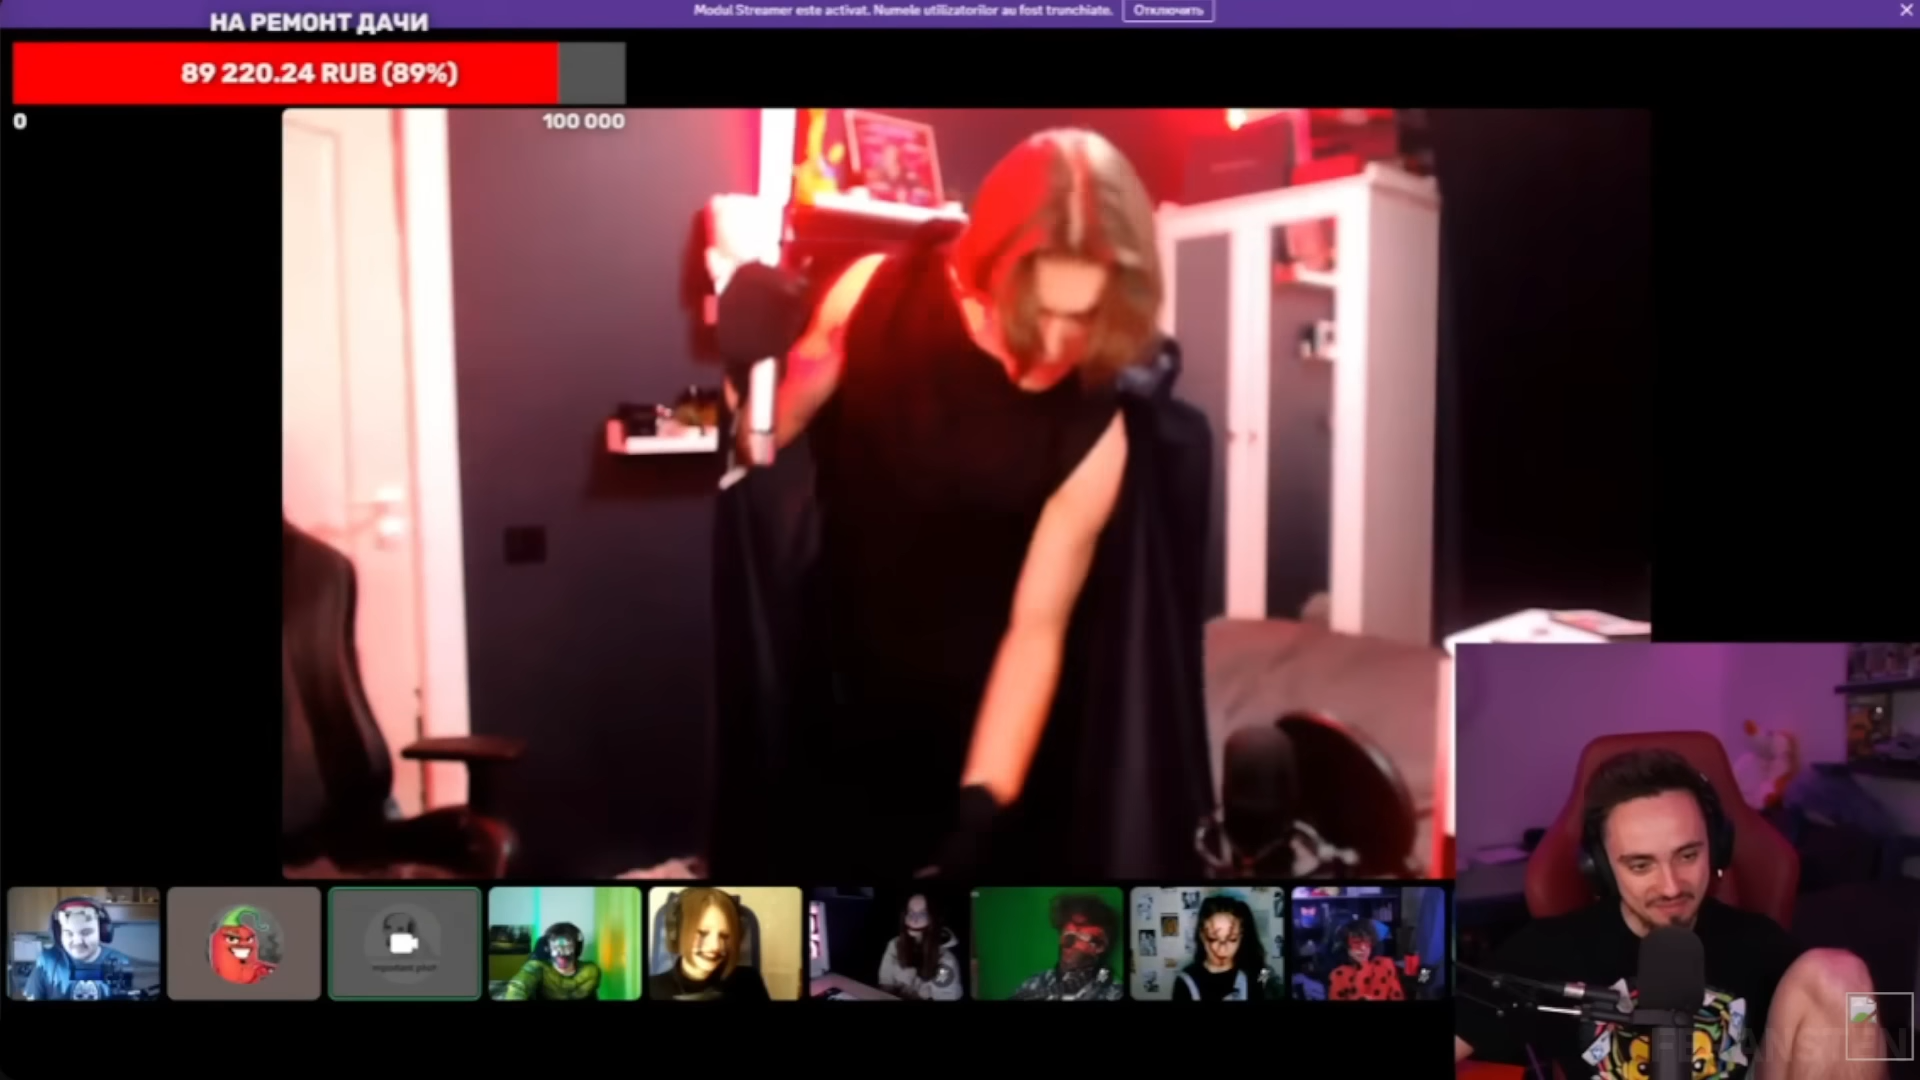 Modul Streamer este activat. Numele utilizatorilor au fost trunchiate.
Отключить
НА РЕМОНТ ДАЧИ
89 220.24 RUB (89%)
0
100 000